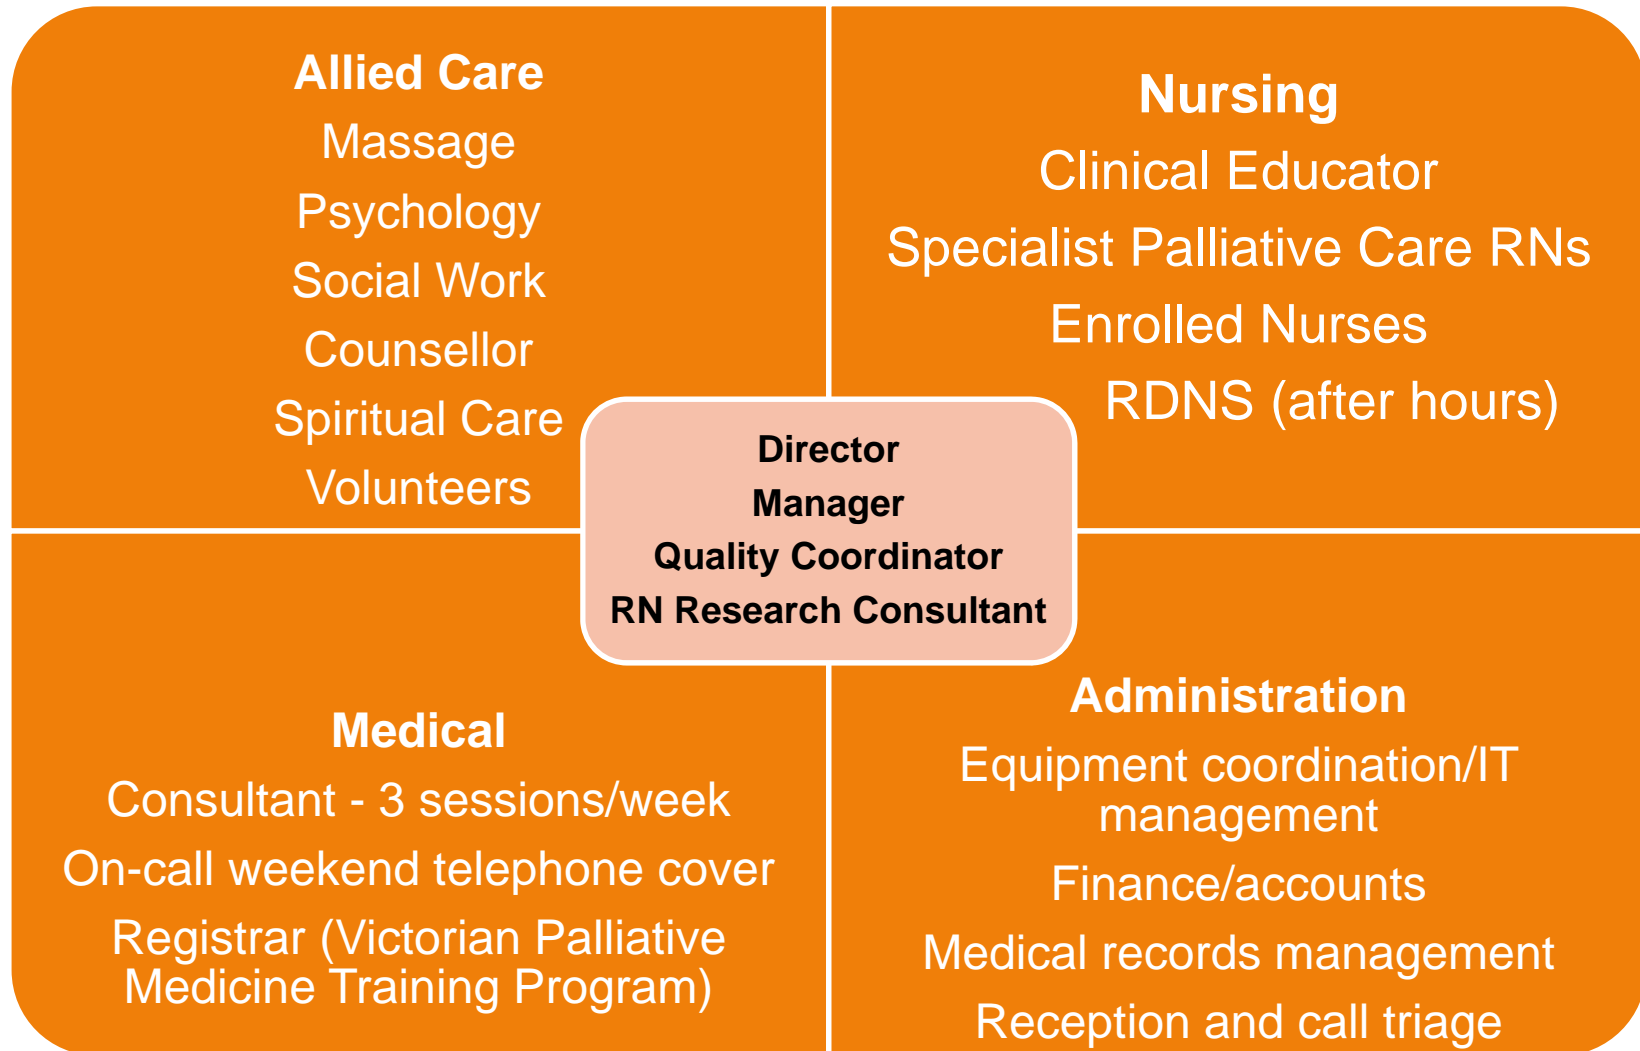 Allied Care
Massage
Psychology
Social Work
Counsellor
Spiritual Care
Volunteers
Nursing
Clinical Educator
Specialist Palliative Care RNs
Enrolled Nurses
RDNS (after hours)
Director
Manager
Quality Coordinator
RN Research Consultant
Medical
Consultant - 3 sessions/week
On-call weekend telephone cover
Registrar (Victorian Palliative
Medicine Training Program)
Administration
Equipment coordination/IT
management
Finance/accounts
Medical records management
Reception and call triage